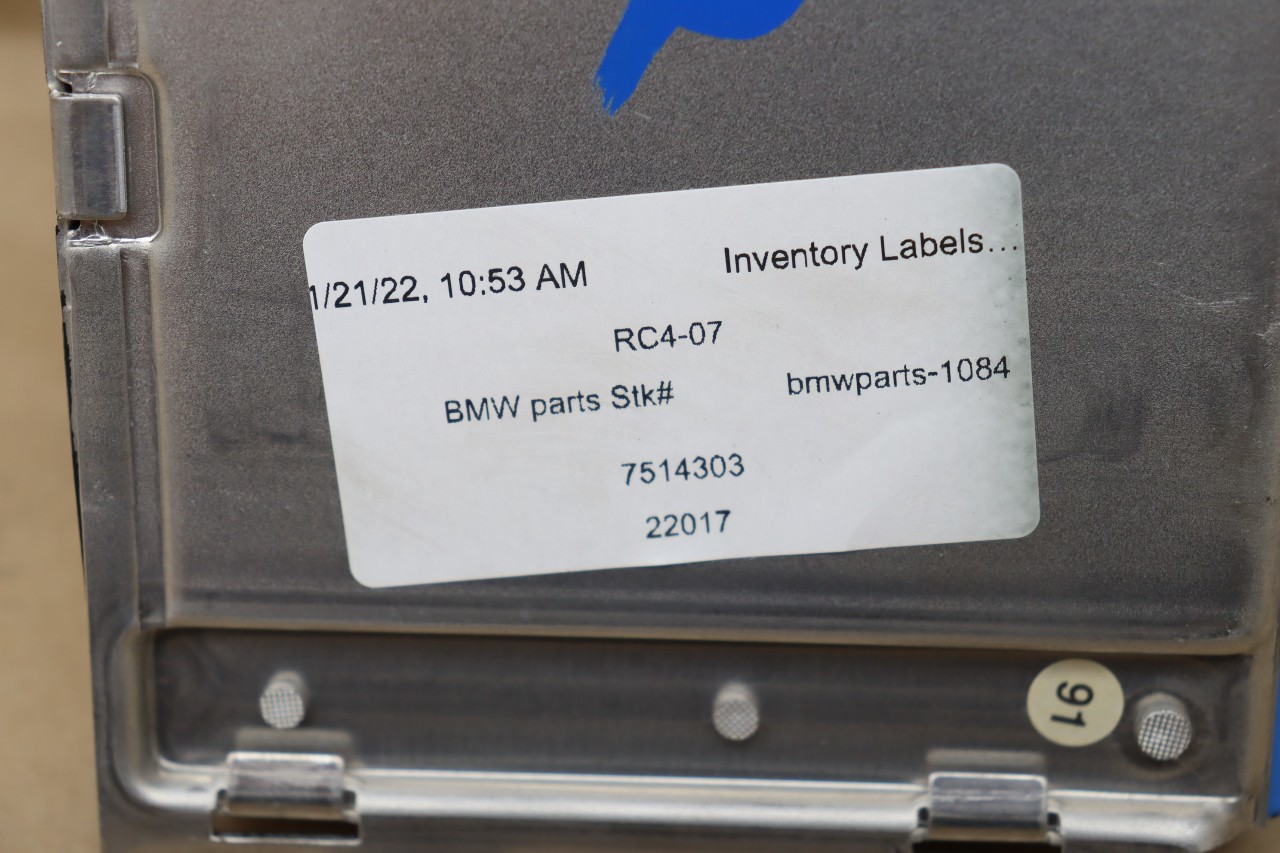 1/21/22, 10:53 AM Inventory Labels...
RC4-07
BMW parts Stk# bmwparts-1084
7514303
22017
91